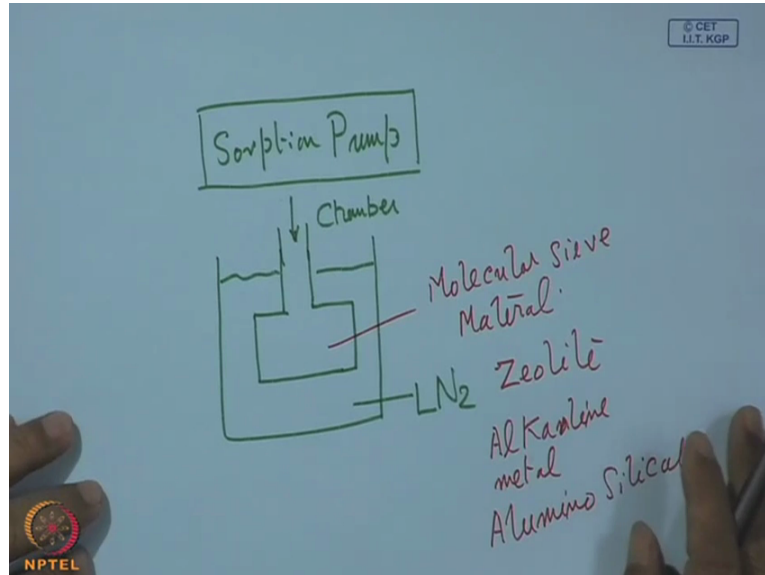 © CET
I.I.T. KGP
Sorption Pump
Chamber
Molecular Sieve
Material.
LN2
Zeolite
Alkaline
metal
Alumino Silica
NPTEL